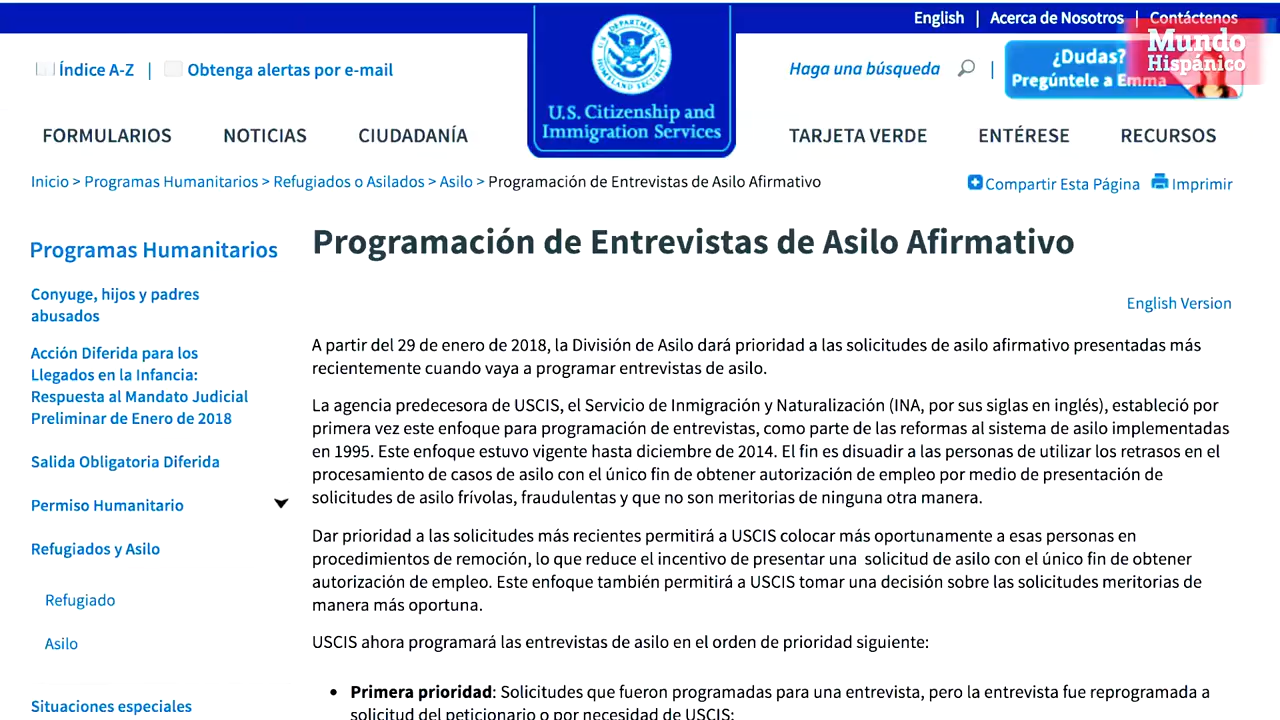 English | Acerca de Nosotros | Contáctenos
Mundo
Hispánico
Índice A-Z | Obtenga alertas por e-mail
Haga una búsqueda |
¿Dudas?
Pregúntele a Emma
U.S. DEPARTMENT OF HOMELAND SECURITY
U.S. Citizenship and
Immigration Services
FORMULARIOS NOTICIAS CIUDADANÍA TARJETA VERDE ENTÉRESE RECURSOS
Inicio > Programas Humanitarios > Refugiados o Asilados > Asilo > Programación de Entrevistas de Asilo Afirmativo
Compartir Esta Página Imprimir
Programas Humanitarios
Conyuge, hijos y padres
abusados
Acción Diferida para los
Llegados en la Infancia:
Respuesta al Mandato Judicial
Preliminar de Enero de 2018
Salida Obligatoria Diferida
Permiso Humanitario
Refugiados y Asilo
Refugiado
Asilo
Situaciones especiales
Programación de Entrevistas de Asilo Afirmativo
English Version
A partir del 29 de enero de 2018, la División de Asilo dará prioridad a las solicitudes de asilo afirmativo presentadas más
recientemente cuando vaya a programar entrevistas de asilo.
La agencia predecesora de USCIS, el Servicio de Inmigración y Naturalización (INA, por sus siglas en inglés), estableció por
primera vez este enfoque para programación de entrevistas, como parte de las reformas al sistema de asilo implementadas
en 1995. Este enfoque estuvo vigente hasta diciembre de 2014. El fin es disuadir a las personas de utilizar los retrasos en el
procesamiento de casos de asilo con el único fin de obtener autorización de empleo por medio de presentación de
solicitudes de asilo frívolas, fraudulentas y que no son meritorias de ninguna otra manera.
Dar prioridad a las solicitudes más recientes permitirá a USCIS colocar más oportunamente a esas personas en
procedimientos de remoción, lo que reduce el incentivo de presentar una solicitud de asilo con el único fin de obtener
autorización de empleo. Este enfoque también permitirá a USCIS tomar una decisión sobre las solicitudes meritorias de
manera más oportuna.
USCIS ahora programará las entrevistas de asilo en el orden de prioridad siguiente:
• Primera prioridad: Solicitudes que fueron programadas para una entrevista, pero la entrevista fue reprogramada a
solicitud del peticionario o por necesidad de USCIS;